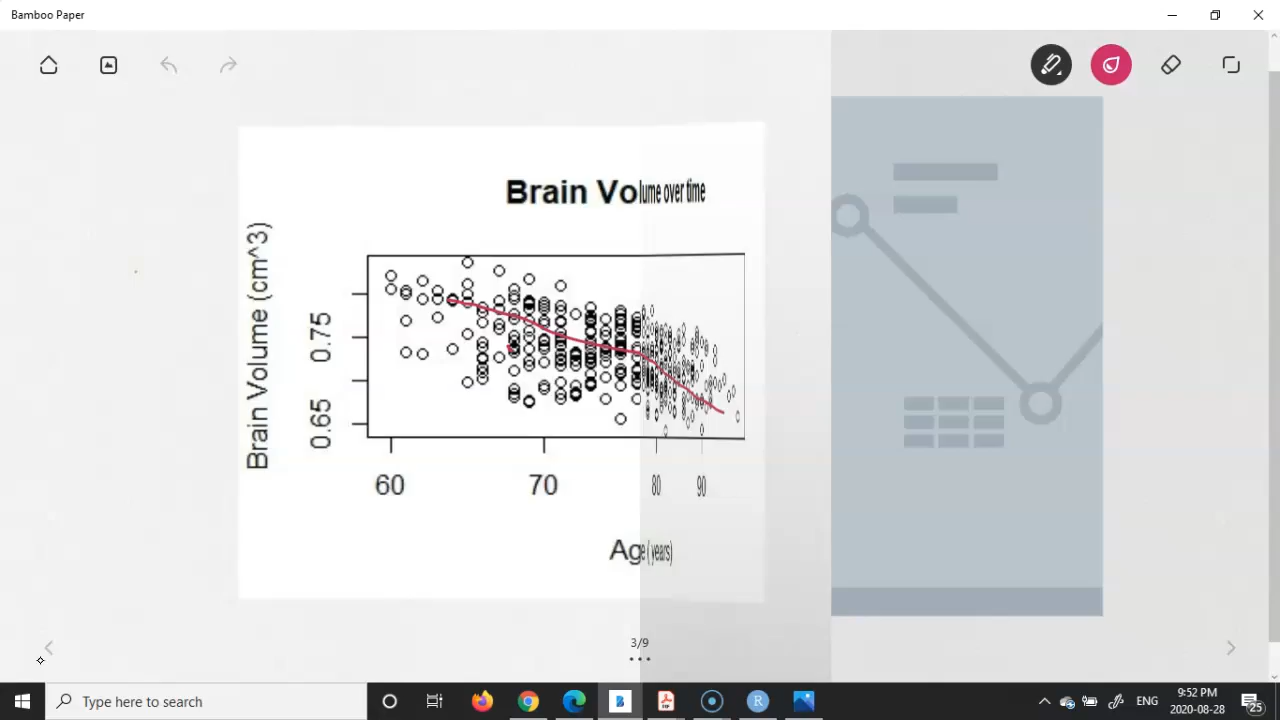 Bamboo Paper
Brain Volume over time
Brain Volume (cm^3)
0.75
0.65
60
70
80
90
Age (years)
3/9
Type here to search
ENG
9:52 PM
2020-08-28
25